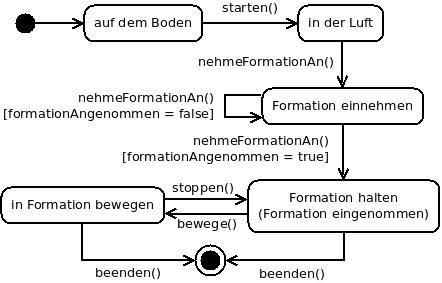 starten()
auf dem Boden
in der Luft
nehmeFormationAn()
nehmeFormationAn()
[formationAngenommen = false]
Formation einnehmen
nehmeFormationAn()
[formationAngenommen = true]
stoppen()
in Formation bewegen
Formation halten
(Formation eingenommen)
bewege()
beenden()
beenden()